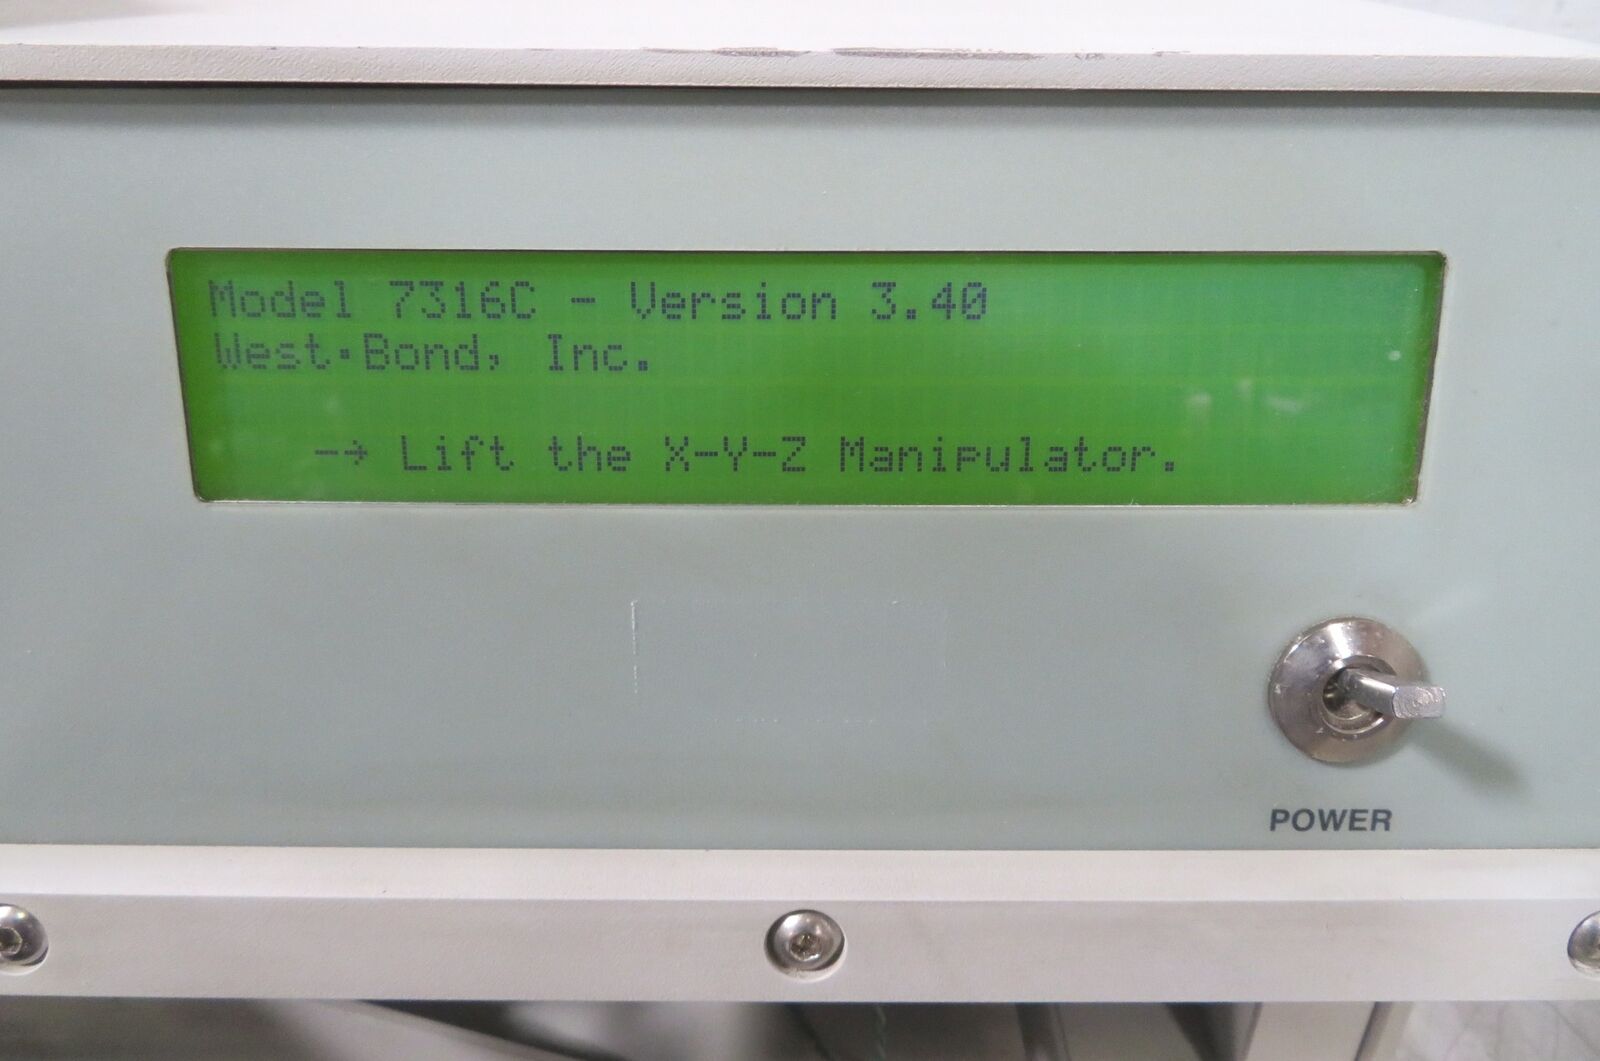 Model 7316C - Version 3.40
West·Bond, Inc.
→ Lift the X-Y-Z Manipulator.
POWER